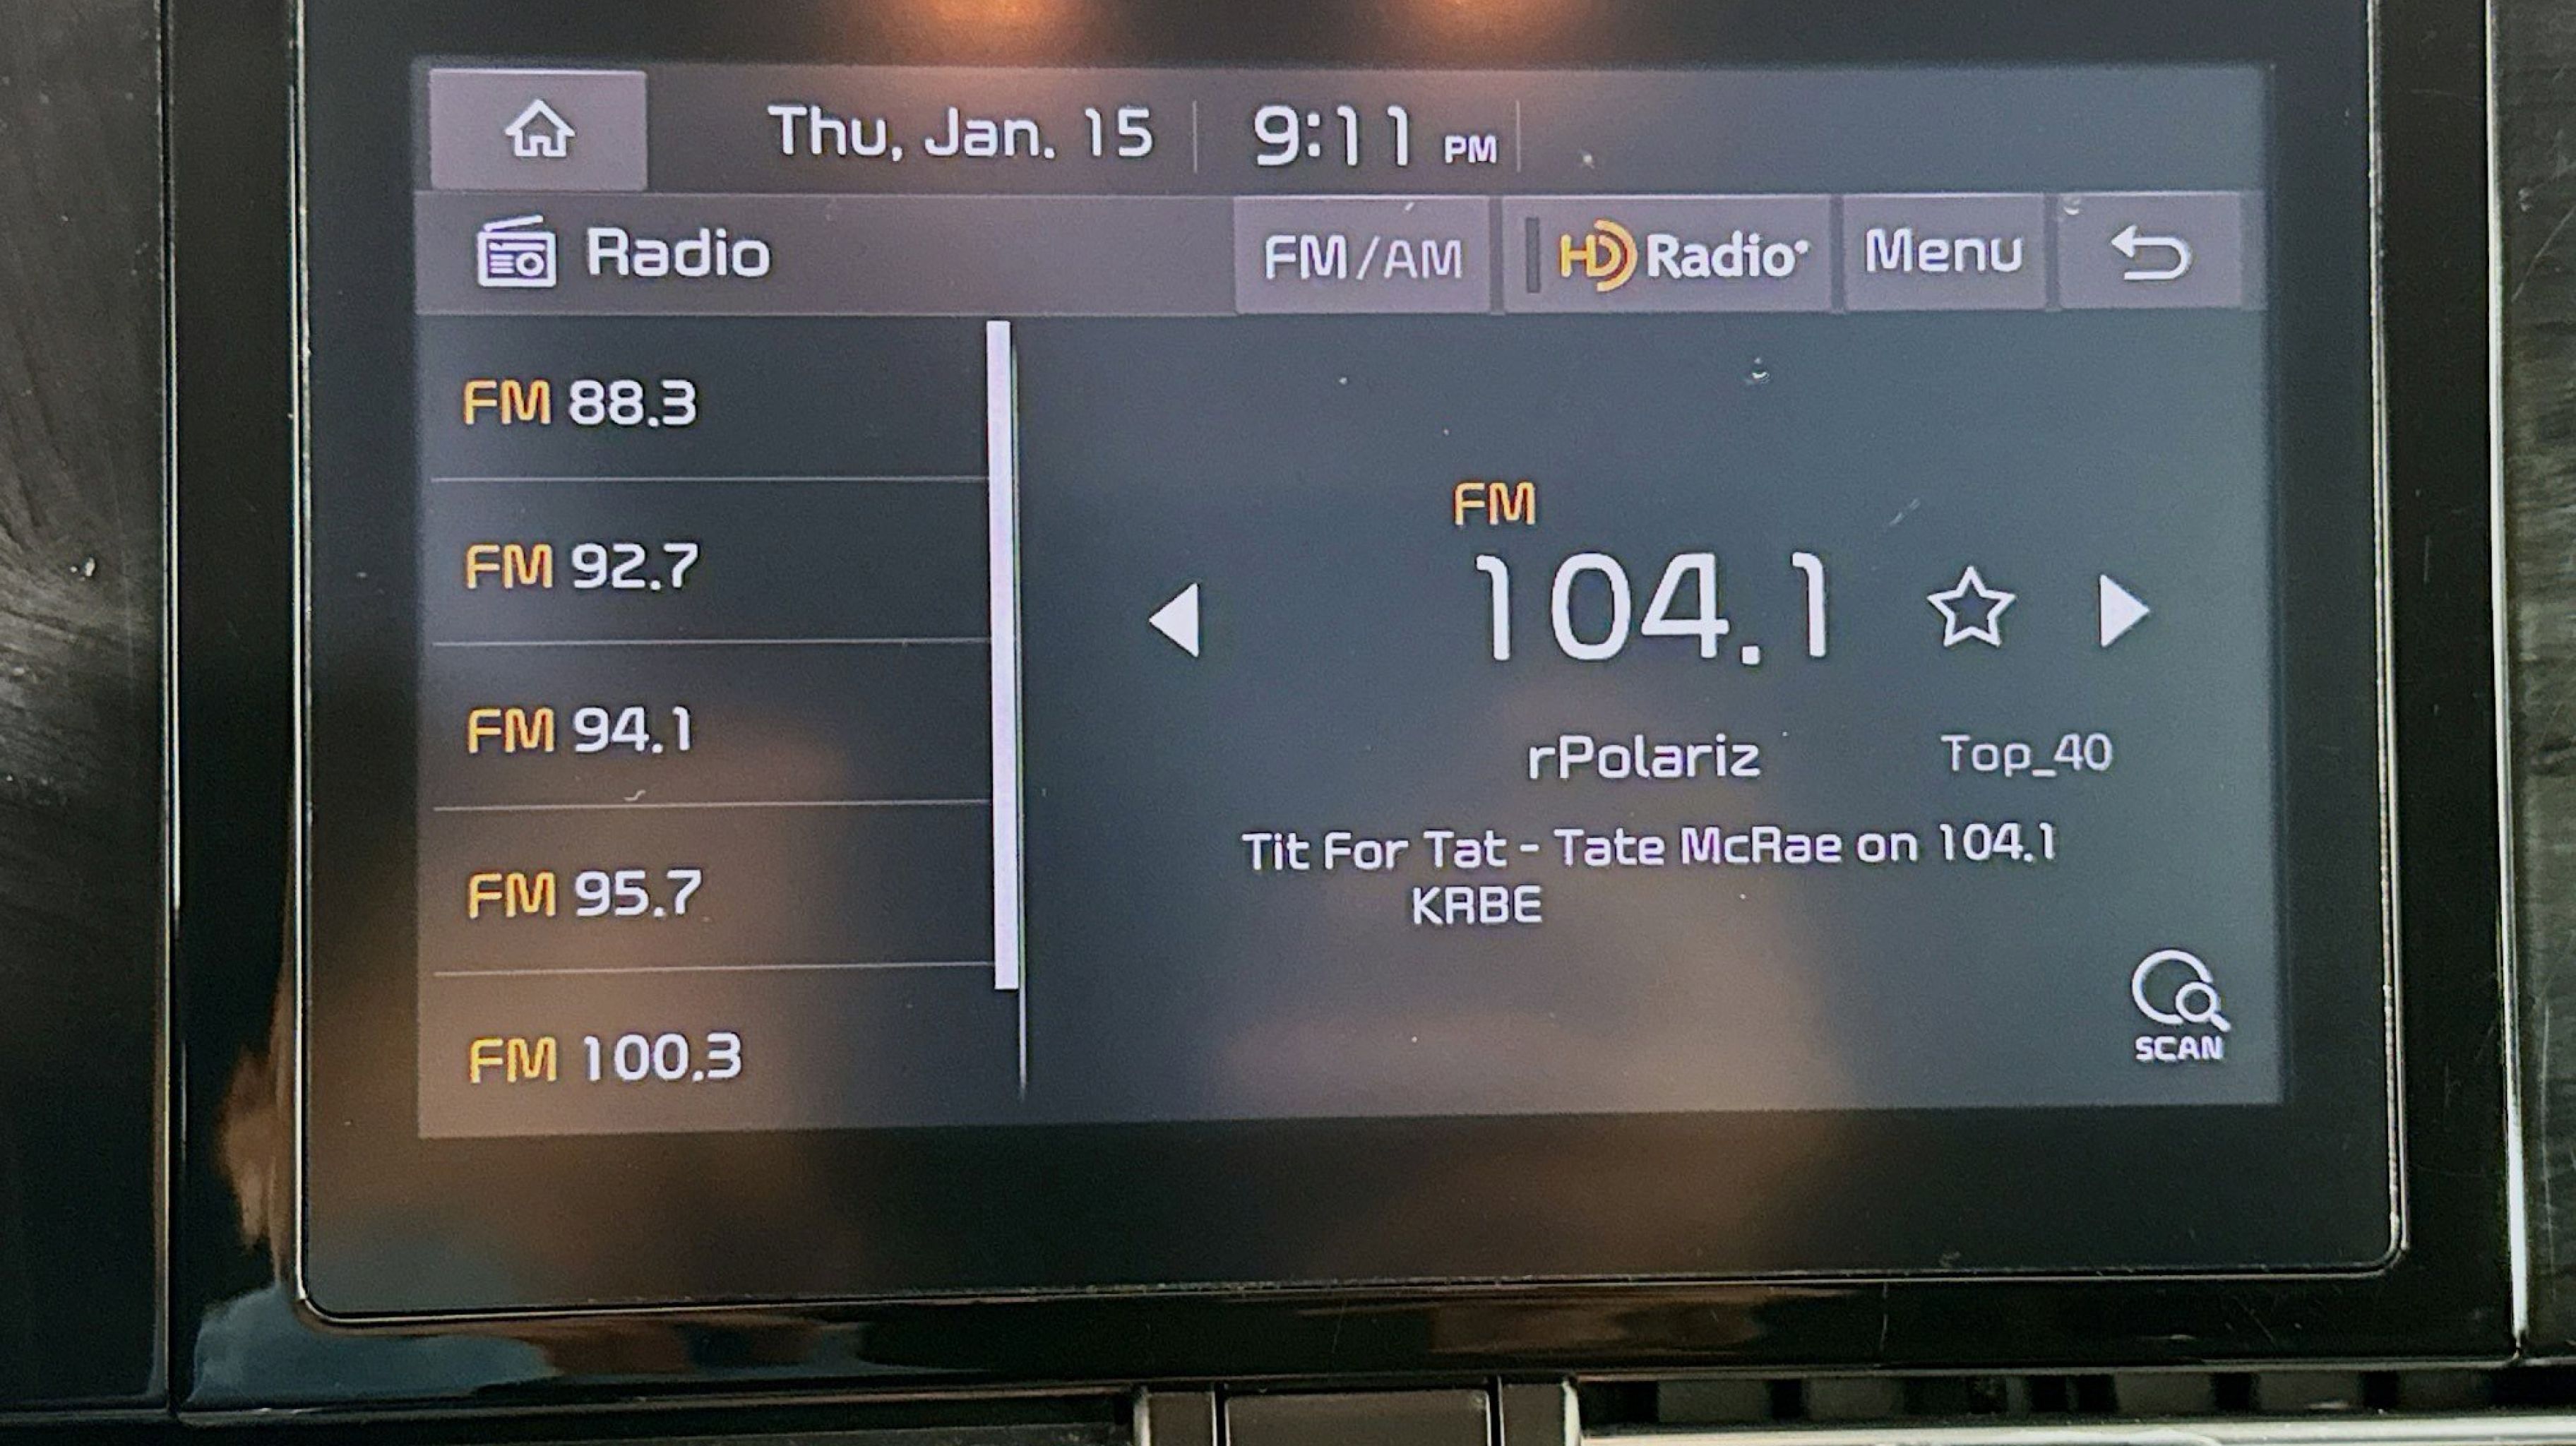 Thu, Jan. 15 9:11 PM
Radio FM/AM HD Radio Menu
FM 88.3
FM 92.7
FM 94.1
FM 95.7
FM 100.3
FM
104.1
rPolariz Top_40
Tit For Tat - Tate McRae on 104.1
KRBE
SCAN